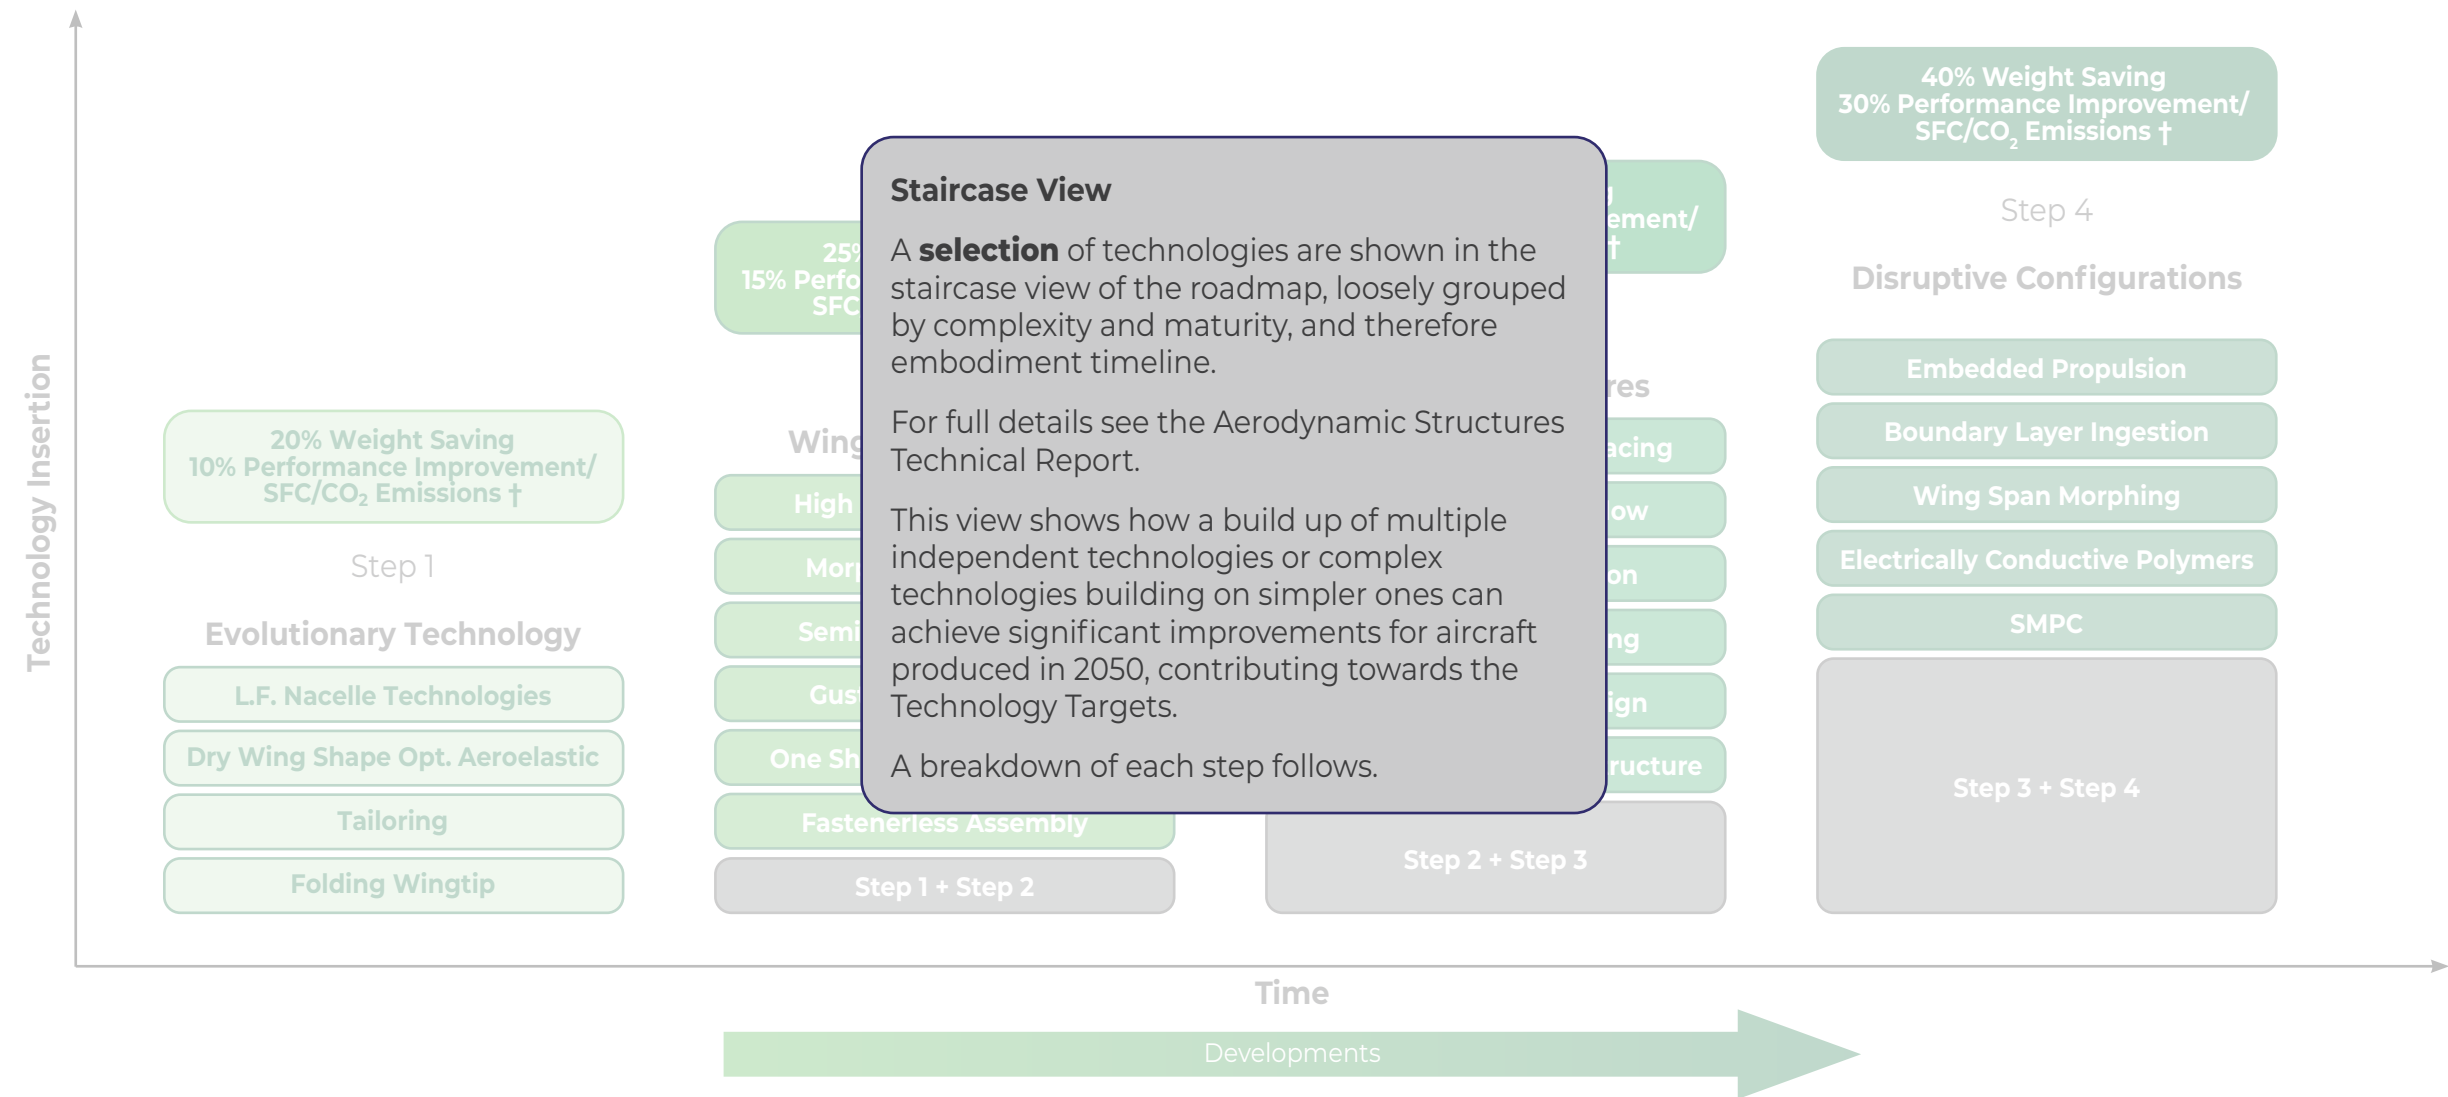 Technology Insertion
20% Weight Saving
10% Performance Improvement/
SFC/CO₂ Emissions †
Step 1
Evolutionary Technology
L.F. Nacelle Technologies
Dry Wing Shape Opt. Aeroelastic
Tailoring
Folding Wingtip
25%
15%
SFC
High
One
Fastenerless Assembly
Step 1 + Step 2
Staircase View
A selection of technologies are shown in the
staircase view of the roadmap, loosely grouped
by complexity and maturity, and therefore
embodiment timeline.
For full details see the Aerodynamic Structures
Technical Report.
This view shows how a build up of multiple
independent technologies or complex
technologies building on simpler ones can
achieve significant improvements for aircraft
produced in 2050, contributing towards the
Technology Targets.
A breakdown of each step follows.
†
Step 2 + Step 3
40% Weight Saving
30% Performance Improvement/
SFC/CO₂ Emissions †
Step 4
Disruptive Configurations
Embedded Propulsion
Boundary Layer Ingestion
Wing Span Morphing
Electrically Conductive Polymers
SMPC
Step 3 + Step 4
Time
Developments